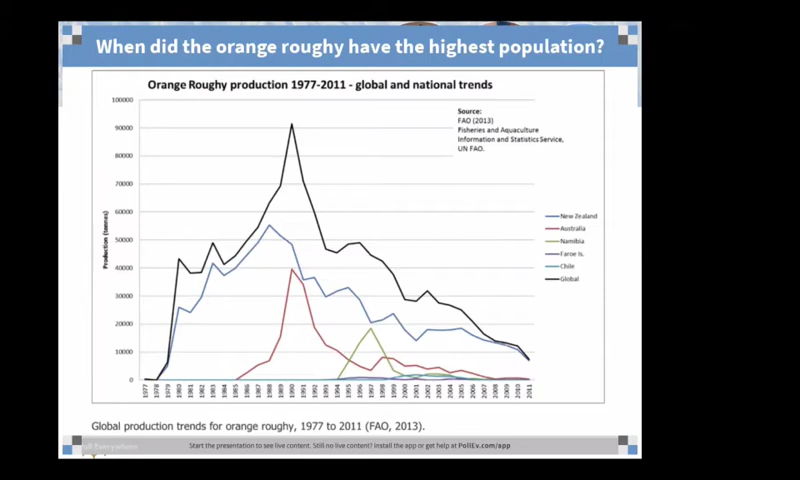 When did the orange roughy have the highest population?
Orange Roughy production 1977-2011 - global and national trends
Source:
FAO (2013)
Fisheries and Aquaculture
Information and Statistics Service,
UN FAO.
100000
90000
80000
70000
60000
50000
40000
30000
20000
10000
0
Production (tonnes)
New Zealand
Australia
Namibia
Faroe Is.
Chile
Global
1977 1978 1979 1980 1981 1982 1983 1984 1985 1986 1987 1988 1989 1990 1991 1992 1993 1994 1995 1996 1997 1998 1999 2000 2001 2002 2003 2004 2005 2006 2007 2008 2009 2010 2011
Global production trends for orange roughy, 1977 to 2011 (FAO, 2013).
Poll Everywhere
Start the presentation to see live content. Still no live content? Install the app or get help at PollEv.com/app